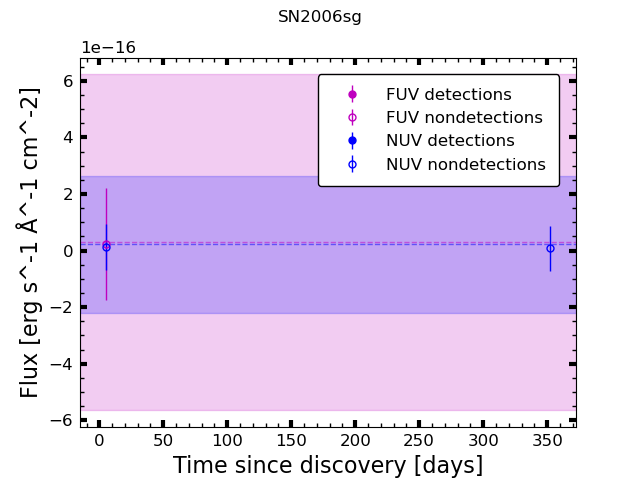 SN2006sg
1e−16
6
4
2
0
−2
−4
−6
Flux [erg s^-1 Å^-1 cm^-2]
FUV detections
FUV nondetections
NUV detections
NUV nondetections
0 50 100 150 200 250 300 350
Time since discovery [days]